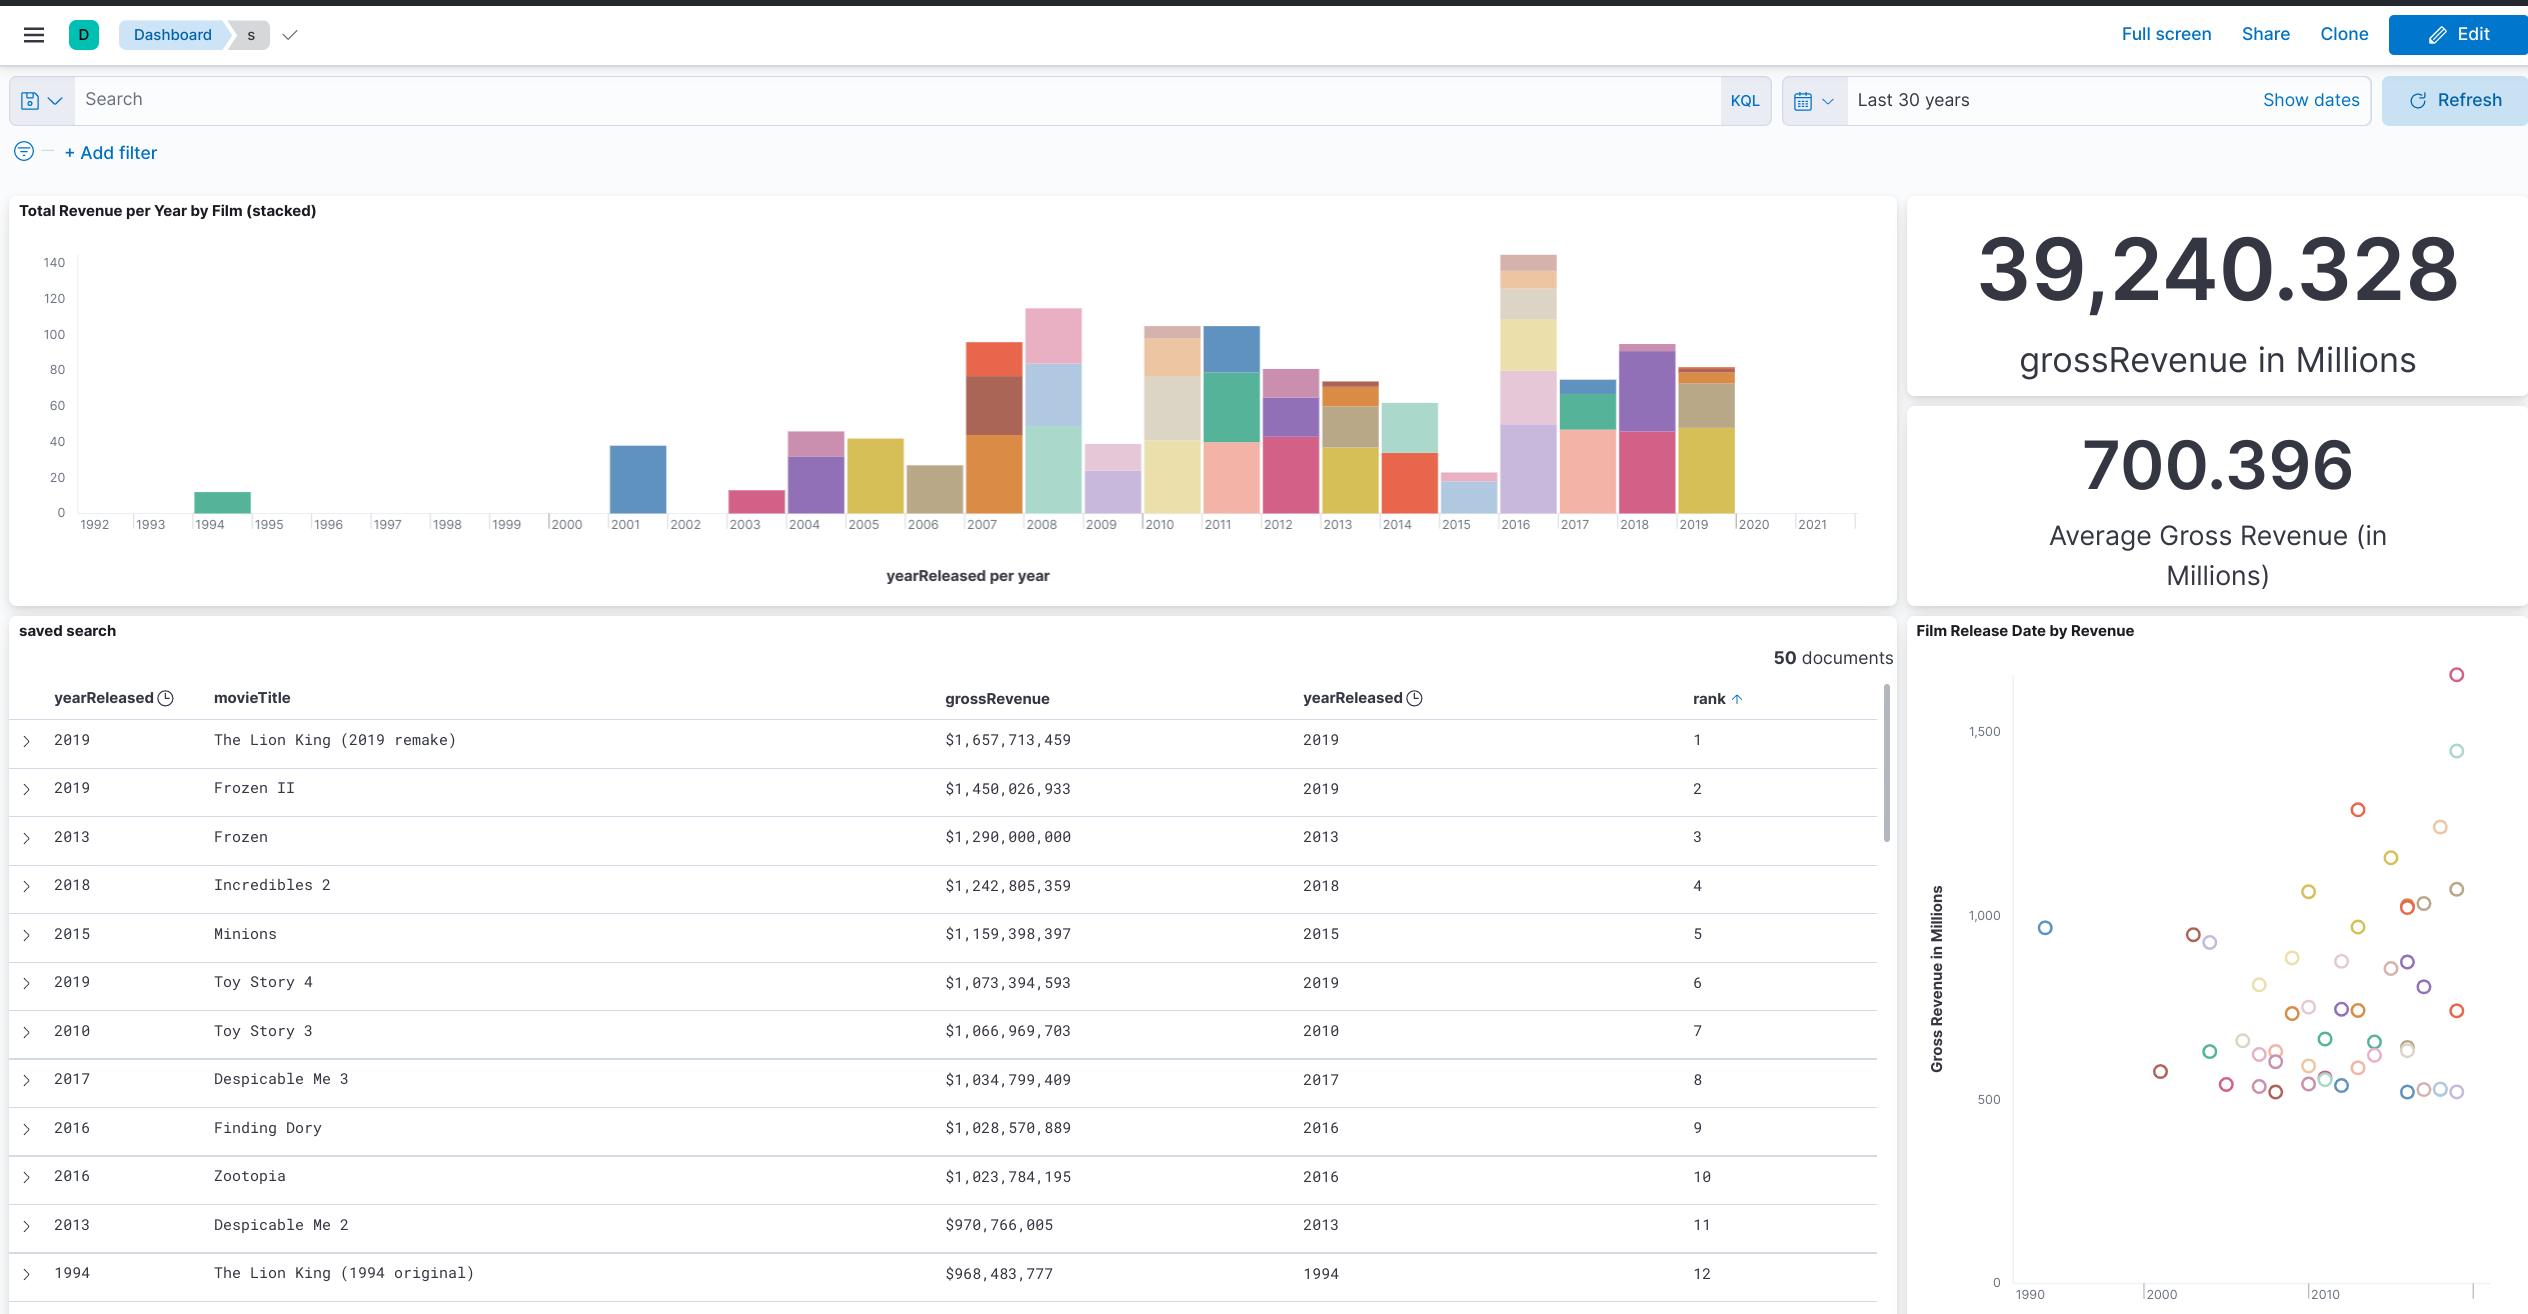 D Dashboard s Full screen Share Clone Edit
Search KQL Last 30 years Show dates Refresh
+ Add filter
Total Revenue per Year by Film (stacked)
140
120
100
80
60
40
20
0
1992 1993 1994 1995 1996 1997 1998 1999 2000 2001 2002 2003 2004 2005 2006 2007 2008 2009 2010 2011 2012 2013 2014 2015 2016 2017 2018 2019 2020 2021
yearReleased per year
39,240.328
grossRevenue in Millions
700.396
Average Gross Revenue (in
Millions)
saved search
50 documents
yearReleased movieTitle grossRevenue yearReleased rank
2019 The Lion King (2019 remake) $1,657,713,459 2019 1
2019 Frozen II $1,450,026,933 2019 2
2013 Frozen $1,290,000,000 2013 3
2018 Incredibles 2 $1,242,805,359 2018 4
2015 Minions $1,159,398,397 2015 5
2019 Toy Story 4 $1,073,394,593 2019 6
2010 Toy Story 3 $1,066,969,703 2010 7
2017 Despicable Me 3 $1,034,799,409 2017 8
2016 Finding Dory $1,028,570,889 2016 9
2016 Zootopia $1,023,784,195 2016 10
2013 Despicable Me 2 $970,766,005 2013 11
1994 The Lion King (1994 original) $968,483,777 1994 12
Film Release Date by Revenue
Gross Revenue in Millions
1,500
1,000
500
0
1990 2000 2010